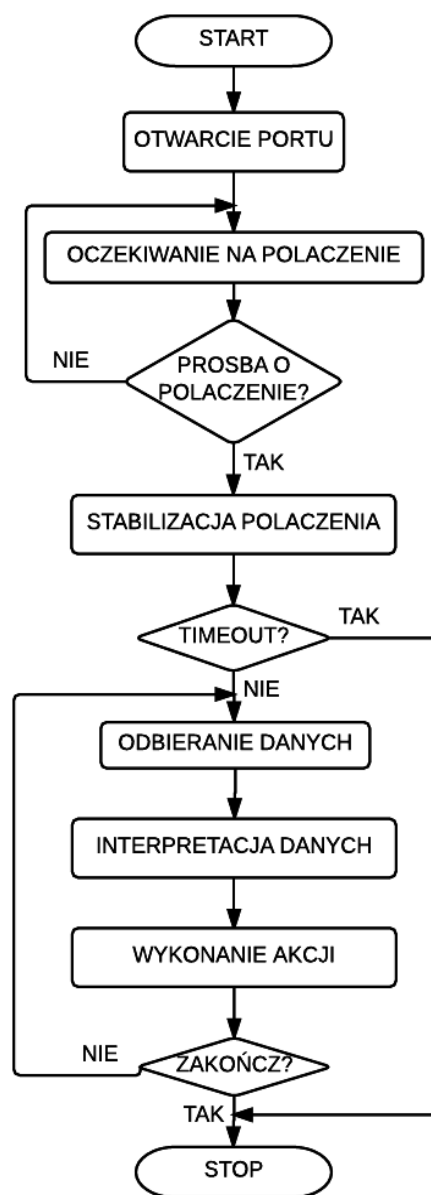 START
OTWARCIE PORTU
OCZEKIWANIE NA POLACZENIE
NIE
PROSBA O
POLACZENIE?
TAK
STABILIZACJA POLACZENIA
TIMEOUT?
TAK
NIE
ODBIERANIE DANYCH
INTERPRETACJA DANYCH
WYKONANIE AKCJI
NIE
ZAKOŃCZ?
TAK
STOP